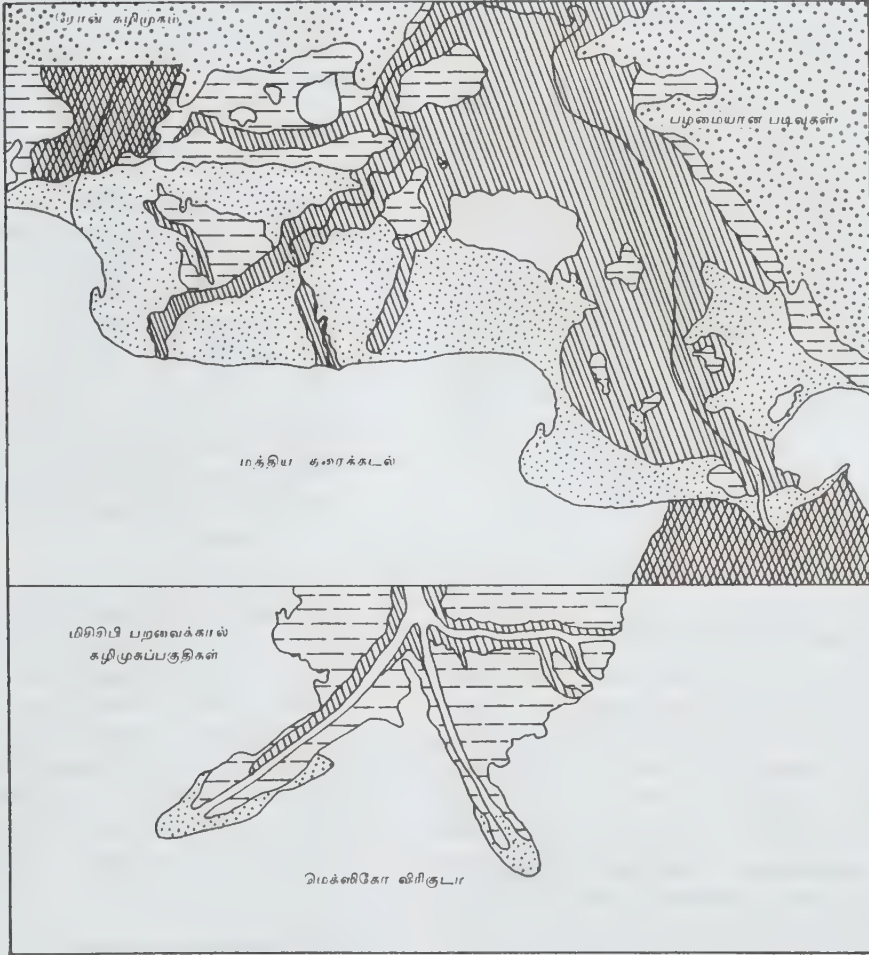 ரோன் கழிமுகம்
பழமையான படிவுகள்
மத்திய தரைக்கடல்
மிசிசிபி பறவைக்கால்
கழிமுகப்பகுதிகள்
மெக்ஸிகோ விரிகுடா